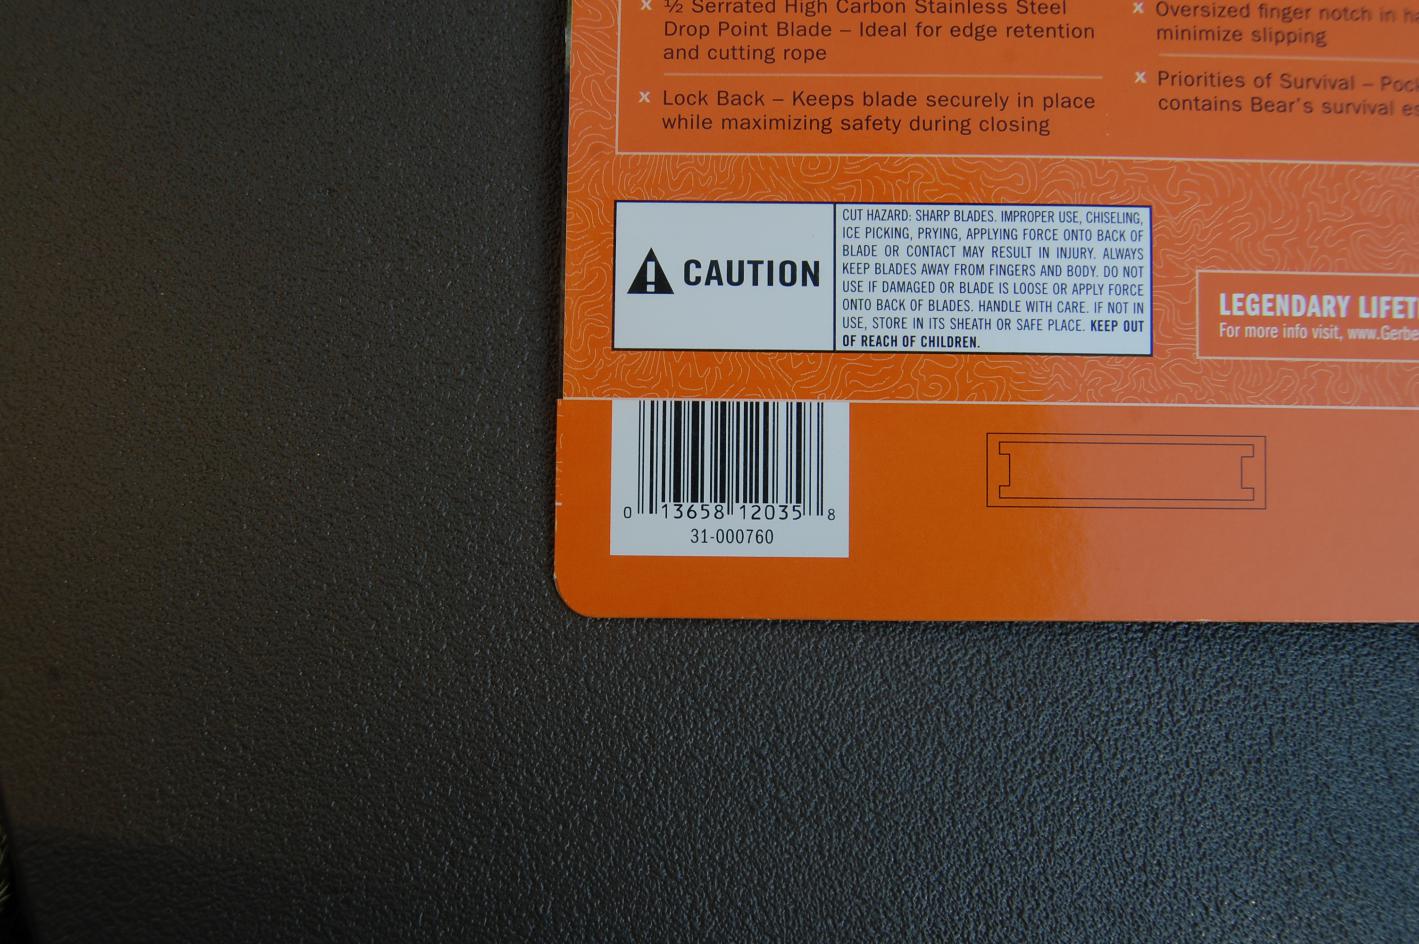 x ½ Serrated High Carbon Stainless Steel
Drop Point Blade – Ideal for edge retention
and cutting rope
x Lock Back – Keeps blade securely in place
while maximizing safety during closing
x Oversized finger notch in
minimize slipping
x Priorities of Survival –
contains Bear's survival
CAUTION
CUT HAZARD: SHARP BLADES. IMPROPER USE, CHISELING,
ICE PICKING, PRYING, APPLYING FORCE ONTO BACK OF
BLADE OR CONTACT MAY RESULT IN INJURY. ALWAYS
KEEP BLADES AWAY FROM FINGERS AND BODY. DO NOT
USE IF DAMAGED OR BLADE IS LOOSE OR APPLY FORCE
ONTO BACK OF BLADES. HANDLE WITH CARE. IF NOT IN
USE, STORE IN ITS SHEATH OR SAFE PLACE. KEEP OUT
OF REACH OF CHILDREN.
LEGENDARY
For more info visit,
0 13658 12035 8
31-000760